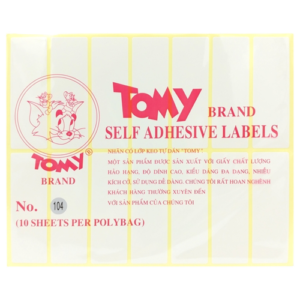 TOMY BRAND
SELF ADHESIVE LABELS
NHÃN CÓ LỚP KEO TỰ DÁN "TOMY"
MỘT SẢN PHẨM ĐƯỢC SẢN XUẤT VỚI GIẤY CHẤT LƯỢNG
HẢO HẠNG, ĐỘ DÍNH CAO, KIỂU DÁNG ĐA DẠNG, NHIỀU
KÍCH CỠ. SỬ DỤNG DỄ DÀNG. CHÚNG TÔI RẤT HOAN NGHÊNH
KHÁCH HÀNG THƯỜNG XUYÊN ĐẾN
VỚI SẢN PHẨM CỦA CHÚNG TÔI
TOMY®
BRAND
No. 104
(10 SHEETS PER POLYBAG)